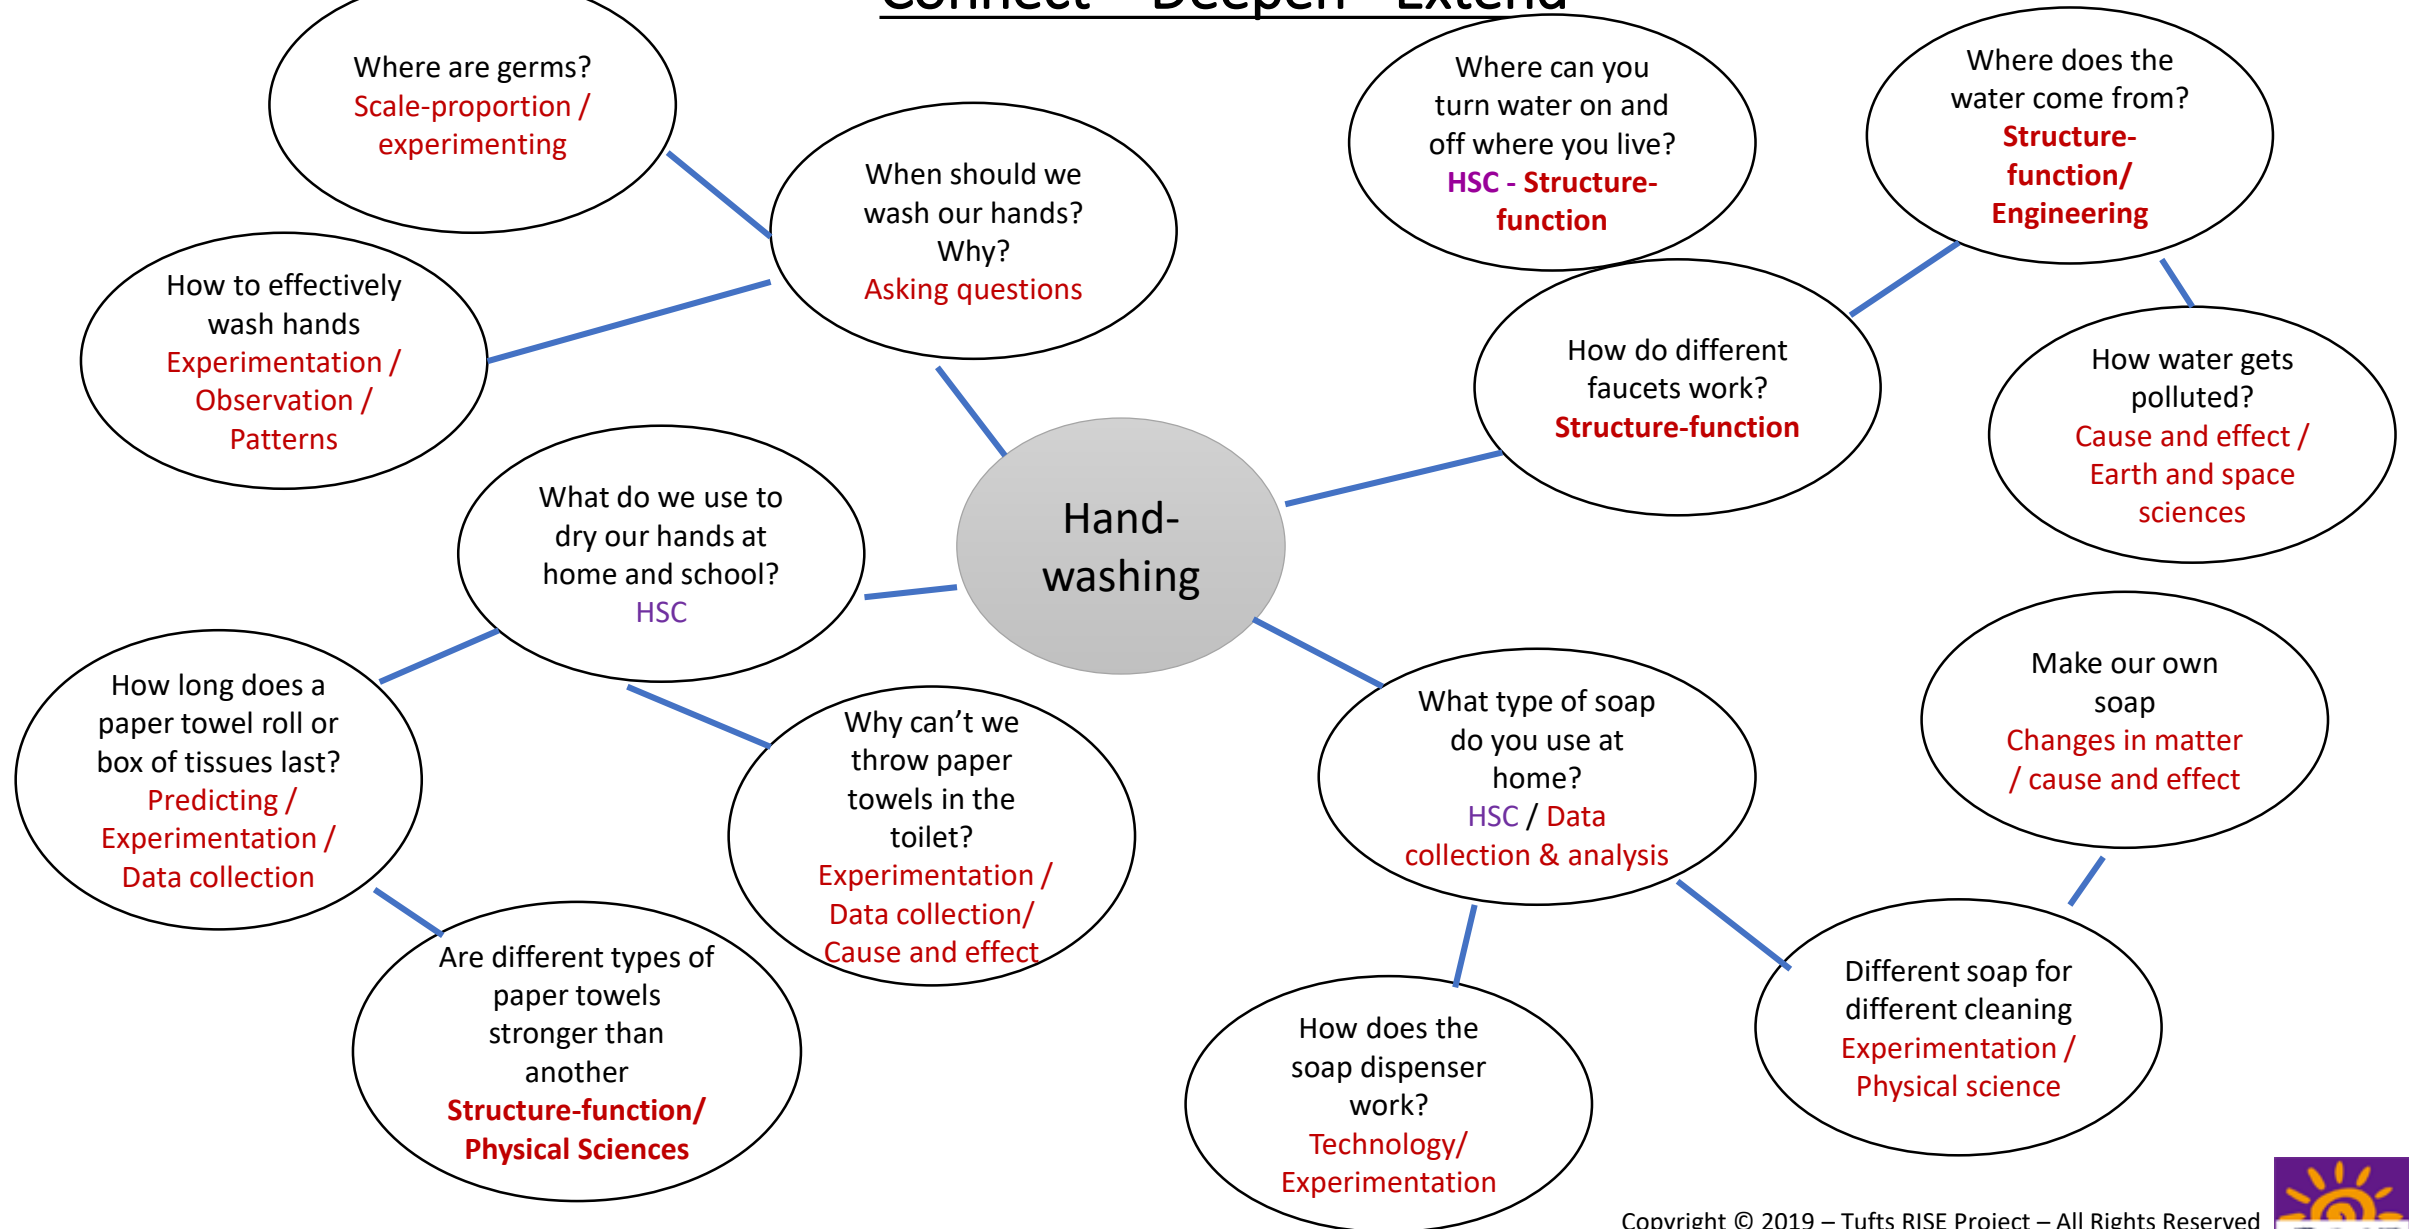 Connect – Deepen - Extend
Where are germs?
Scale-proportion /
experimenting
When should we
wash our hands?
Why?
Asking questions
How to effectively
wash hands
Experimentation /
Observation /
Patterns
Where can you
turn water on and
off where you live?
HSC - Structure-
function
Where does the
water come from?
Structure-
function/
Engineering
How do different
faucets work?
Structure-function
How water gets
polluted?
Cause and effect /
Earth and space
sciences
Hand-
washing
What do we use to
dry our hands at
home and school?
HSC
How long does a
paper towel roll or
box of tissues last?
Predicting /
Experimentation /
Data collection
Why can’t we
throw paper
towels in the
toilet?
Experimentation /
Data collection/
Cause and effect
Are different types of
paper towels
stronger than
another
Structure-function/
Physical Sciences
What type of soap
do you use at
home?
HSC / Data
collection & analysis
Make our own
soap
Changes in matter
/ cause and effect
Different soap for
different cleaning
Experimentation /
Physical science
How does the
soap dispenser
work?
Technology/
Experimentation
Copyright © 2019 – Tufts RISE Project – All Rights Reserved